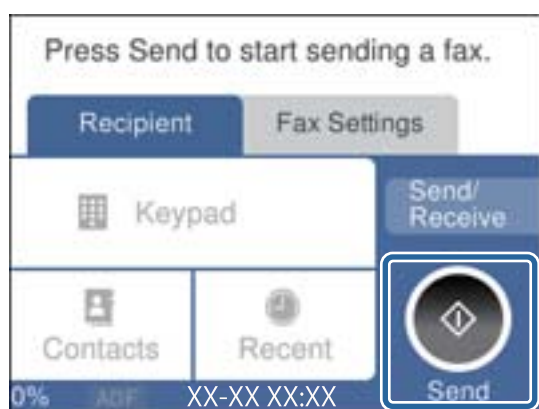 Press Send to start sending a fax.
Recipient
Fax Settings
Keypad
Send/
Receive
Contacts
Recent
Send
0%
ADF
XX-XX XX:XX